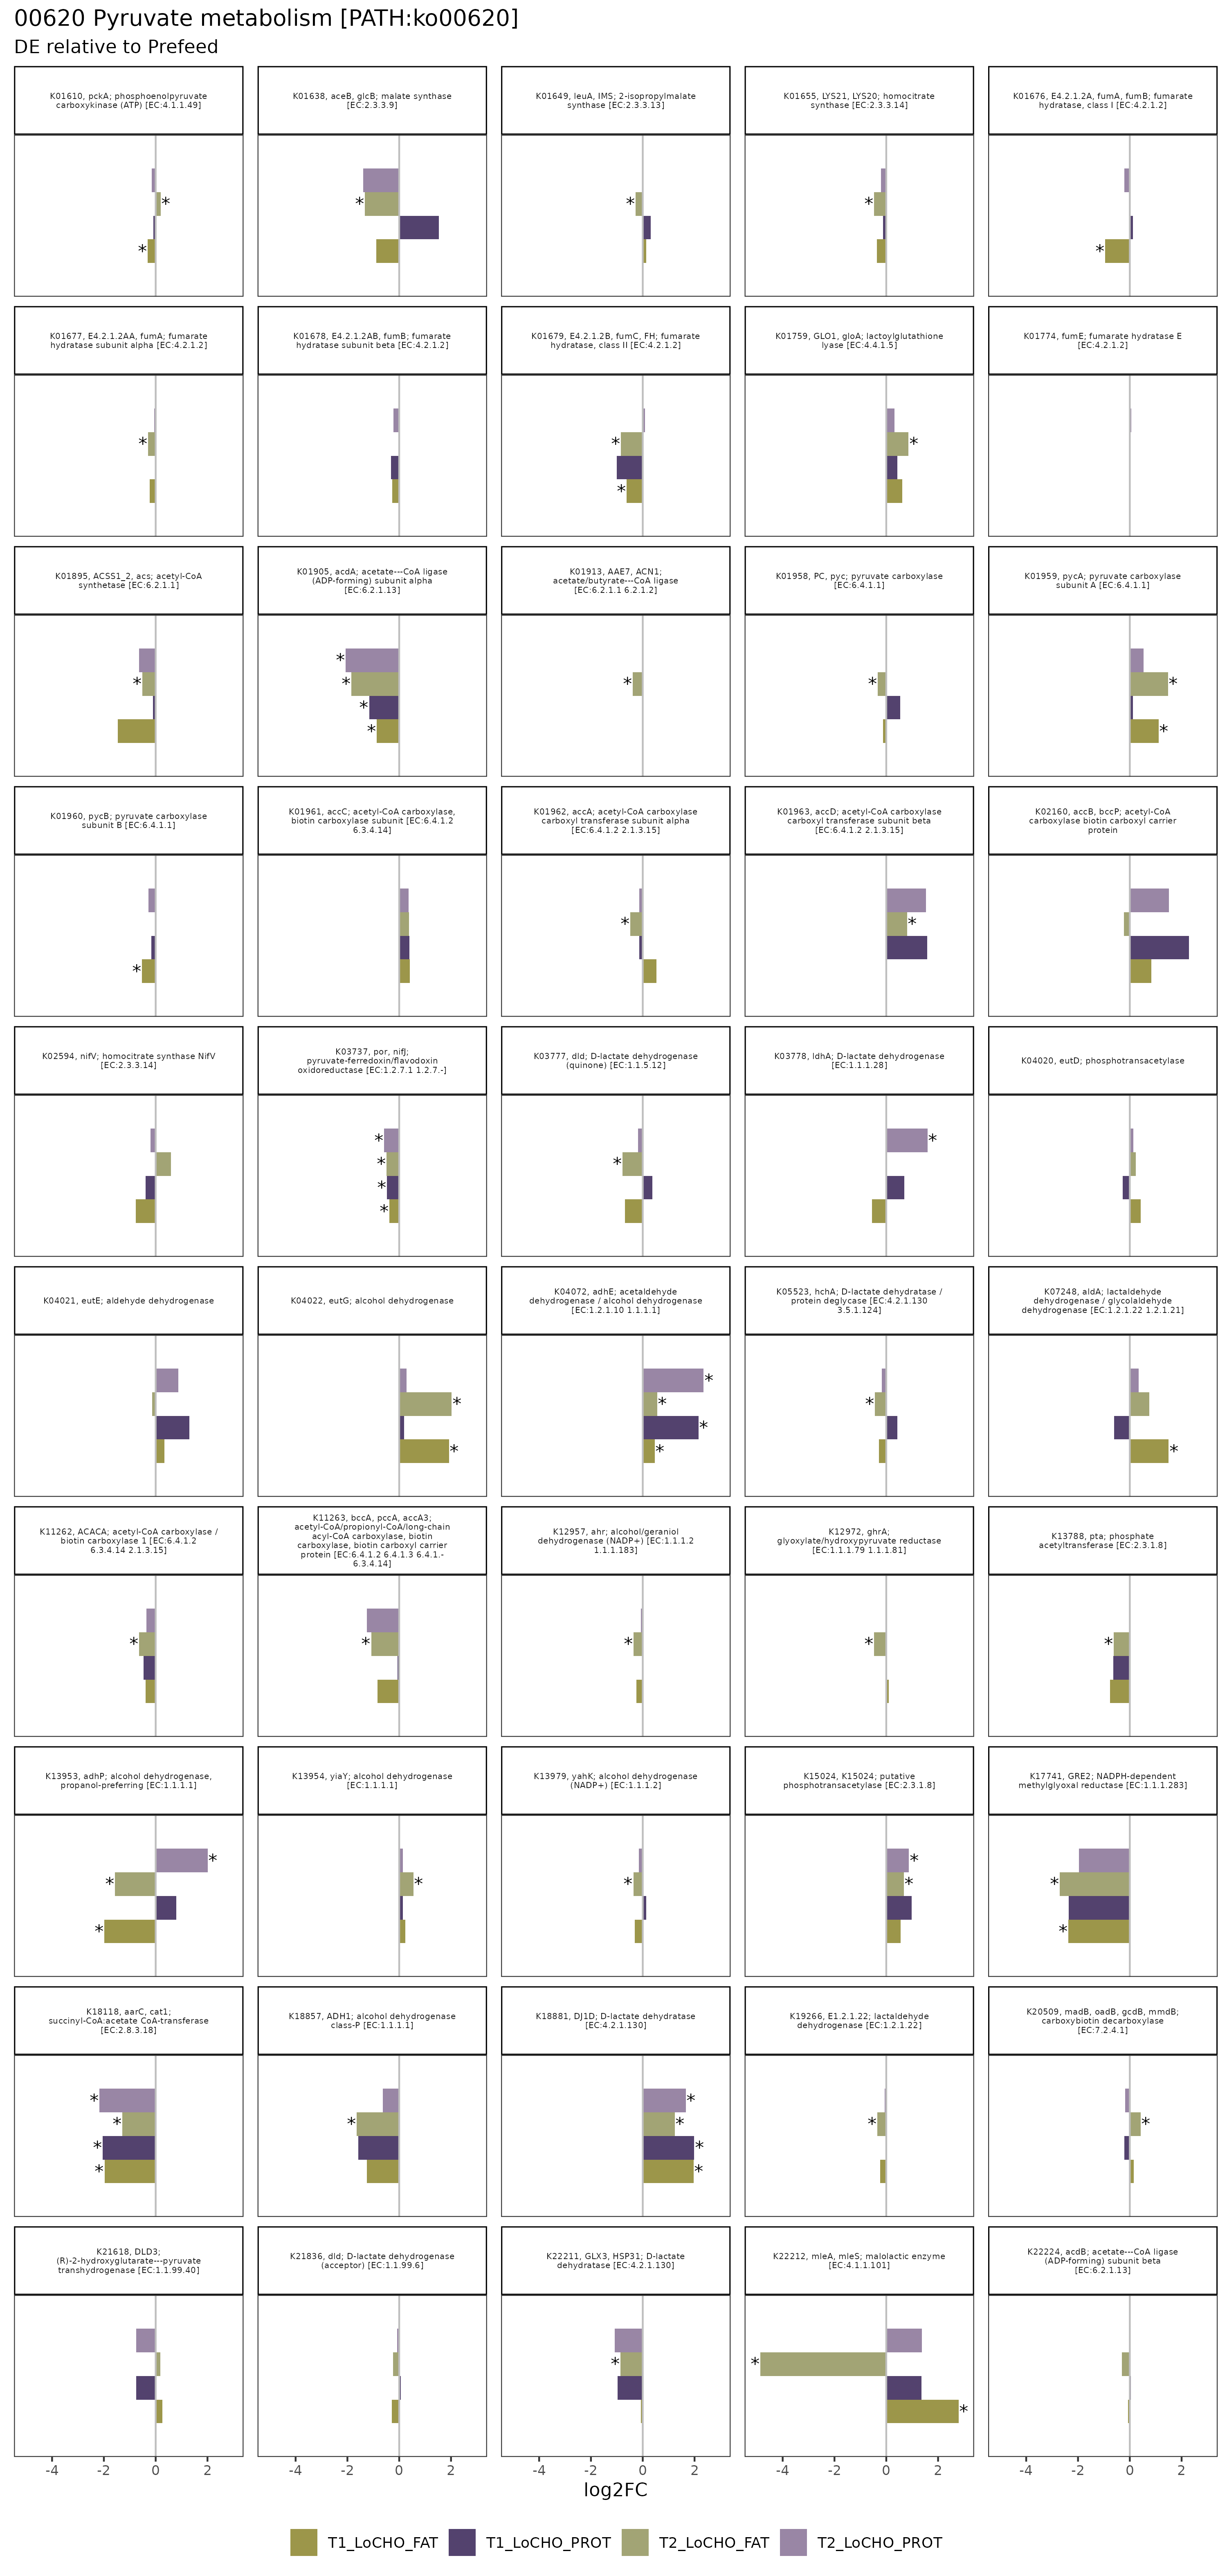 00620 Pyruvate metabolism [PATH:ko00620]
DE relative to Prefeed
K01610, pckA; phosphoenolpyruvate
carboxykinase (ATP) [EC:4.1.1.49]
K01638, aceB, glcB; malate synthase
[EC:2.3.3.9]
K01649, leuA, IMS; 2-isopropylmalate
synthase [EC:2.3.3.13]
K01655, LYS21, LYS20; homocitrate
synthase [EC:2.3.3.14]
K01676, E4.2.1.2A, fumA, fumB; fumarate
hydratase, class I [EC:4.2.1.2]
*
*
*
*
*
*
K01677, E4.2.1.2AA, fumA; fumarate
hydratase subunit alpha [EC:4.2.1.2]
K01678, E4.2.1.2AB, fumB; fumarate
hydratase subunit beta [EC:4.2.1.2]
K01679, E4.2.1.2B, fumC, FH; fumarate
hydratase, class II [EC:4.2.1.2]
K01759, GLO1, gloA; lactoylglutathione
lyase [EC:4.4.1.5]
K01774, fumE; fumarate hydratase E
[EC:4.2.1.2]
*
*
*
*
K01895, ACSS1_2, acs; acetyl-CoA
synthetase [EC:6.2.1.1]
K01905, acdA; acetate---CoA ligase
(ADP-forming) subunit alpha
[EC:6.2.1.13]
K01913, AAE7, ACN1;
acetate/butyrate---CoA ligase
[EC:6.2.1.1 6.2.1.2]
K01958, PC, pyc; pyruvate carboxylase
[EC:6.4.1.1]
K01959, pycA; pyruvate carboxylase
subunit A [EC:6.4.1.1]
*
*
*
*
*
*
*
*
*
K01960, pycB; pyruvate carboxylase
subunit B [EC:6.4.1.1]
K01961, accC; acetyl-CoA carboxylase,
biotin carboxylase subunit [EC:6.4.1.2
6.3.4.14]
K01962, accA; acetyl-CoA carboxylase
carboxyl transferase subunit alpha
[EC:6.4.1.2 2.1.3.15]
K01963, accD; acetyl-CoA carboxylase
carboxyl transferase subunit beta
[EC:6.4.1.2 2.1.3.15]
K02160, accB, bccP; acetyl-CoA
carboxylase biotin carboxyl carrier
protein
*
*
*
K02594, nifV; homocitrate synthase NifV
[EC:2.3.3.14]
K03737, por, nifJ;
pyruvate-ferredoxin/flavodoxin
oxidoreductase [EC:1.2.7.1 1.2.7.-]
K03777, dld; D-lactate dehydrogenase
(quinone) [EC:1.1.5.12]
K03778, ldhA; D-lactate dehydrogenase
[EC:1.1.1.28]
K04020, eutD; phosphotransacetylase
*
*
*
*
*
*
K04021, eutE; aldehyde dehydrogenase
K04022, eutG; alcohol dehydrogenase
K04072, adhE; acetaldehyde
dehydrogenase / alcohol dehydrogenase
[EC:1.2.1.10 1.1.1.1]
K05523, hchA; D-lactate dehydratase /
protein deglycase [EC:4.2.1.130
3.5.1.124]
K07248, aldA; lactaldehyde
dehydrogenase / glycolaldehyde
dehydrogenase [EC:1.2.1.22 1.2.1.21]
*
*
*
*
*
*
*
*
K11262, ACACA; acetyl-CoA carboxylase /
biotin carboxylase 1 [EC:6.4.1.2
6.3.4.14 2.1.3.15]
K11263, bccA, pccA, accA3;
acetyl-CoA/propionyl-CoA/long-chain
acyl-CoA carboxylase, biotin
carboxylase, biotin carboxyl carrier
protein [EC:6.4.1.2 6.4.1.3 6.4.1.-
6.3.4.14]
K12957, ahr; alcohol/geraniol
dehydrogenase (NADP+) [EC:1.1.1.2
1.1.1.183]
K12972, ghrA;
glyoxylate/hydroxypyruvate reductase
[EC:1.1.1.79 1.1.1.81]
K13788, pta; phosphate
acetyltransferase [EC:2.3.1.8]
*
*
*
*
*
K13953, adhP; alcohol dehydrogenase,
propanol-preferring [EC:1.1.1.1]
K13954, yiaY; alcohol dehydrogenase
[EC:1.1.1.1]
K13979, yahK; alcohol dehydrogenase
(NADP+) [EC:1.1.1.2]
K15024, K15024; putative
phosphotransacetylase [EC:2.3.1.8]
K17741, GRE2; NADPH-dependent
methylglyoxal reductase [EC:1.1.1.283]
*
*
*
*
*
*
*
*
*
K18118, aarC, cat1;
succinyl-CoA:acetate CoA-transferase
[EC:2.8.3.18]
K18857, ADH1; alcohol dehydrogenase
class-P [EC:1.1.1.1]
K18881, DJ1D; D-lactate dehydratase
[EC:4.2.1.130]
K19266, E1.2.1.22; lactaldehyde
dehydrogenase [EC:1.2.1.22]
K20509, madB, oadB, gcdB, mmdB;
carboxybiotin decarboxylase
[EC:7.2.4.1]
*
*
*
*
*
*
*
*
*
*
*
K21618, DLD3;
(R)-2-hydroxyglutarate---pyruvate
transhydrogenase [EC:1.1.99.40]
K21836, dld; D-lactate dehydrogenase
(acceptor) [EC:1.1.99.6]
K22211, GLX3, HSP31; D-lactate
dehydratase [EC:4.2.1.130]
K22212, mleA, mleS; malolactic enzyme
[EC:4.1.1.101]
K22224, acdB; acetate---CoA ligase
(ADP-forming) subunit beta
[EC:6.2.1.13]
*
*
*
-4 -2 0 2 -4 -2 0 2 -4 -2 0 2 -4 -2 0 2 -4 -2 0 2
log2FC
T1_LoCHO_FAT T1_LoCHO_PROT T2_LoCHO_FAT T2_LoCHO_PROT